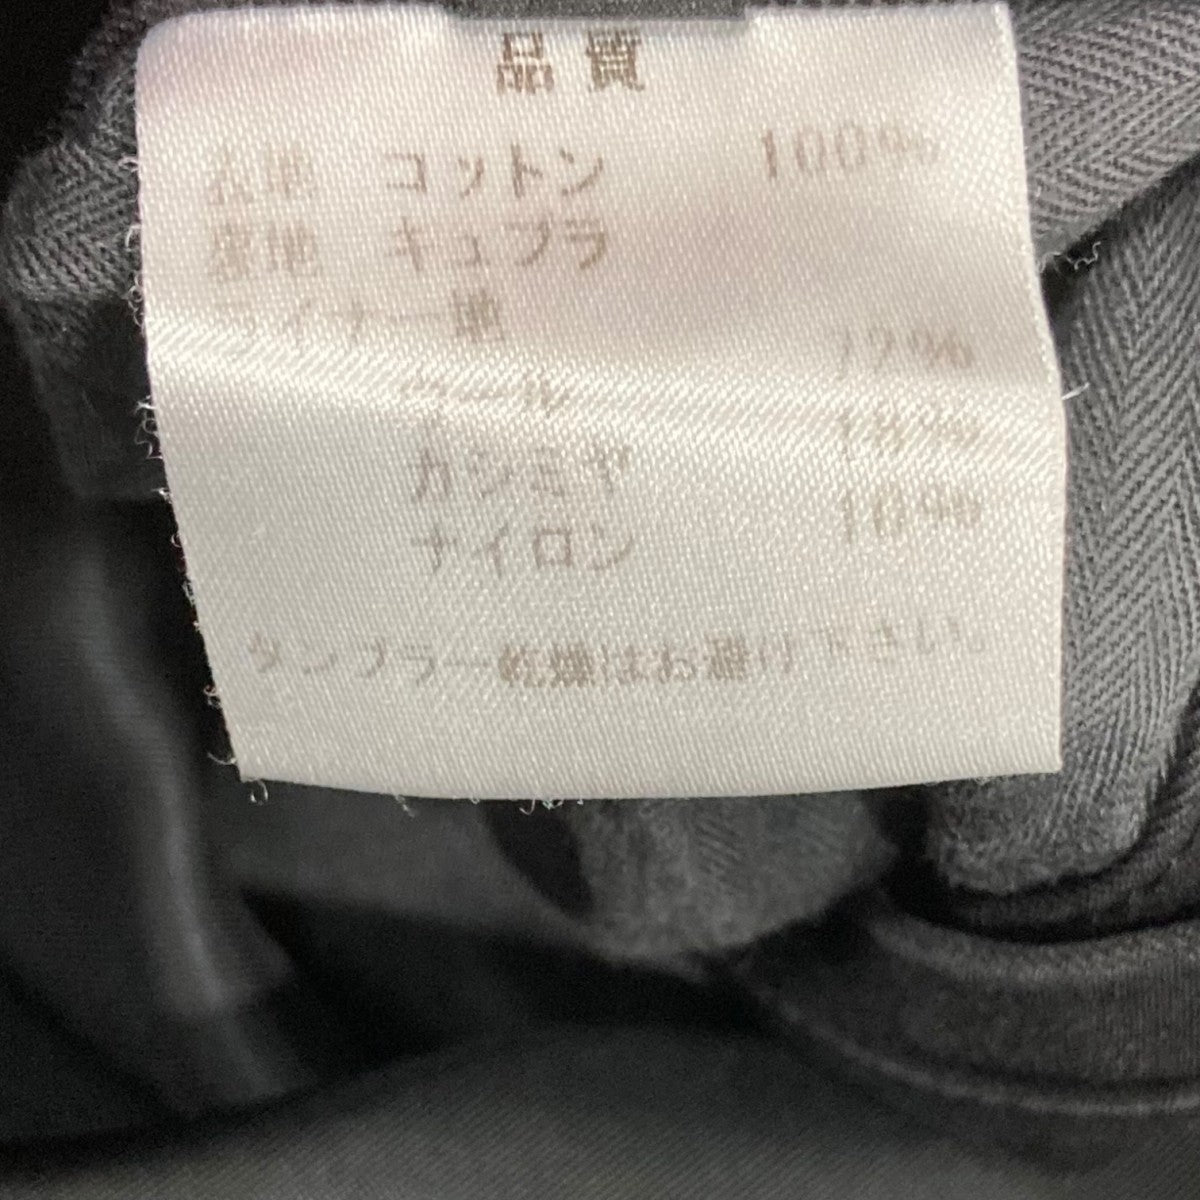 品質
表地 コットン 100%
裏地 キュプラ
ライナー地
ウール 72%
カシミヤ 18%
ナイロン 10%
タンブラー乾燥はお避け下さい。